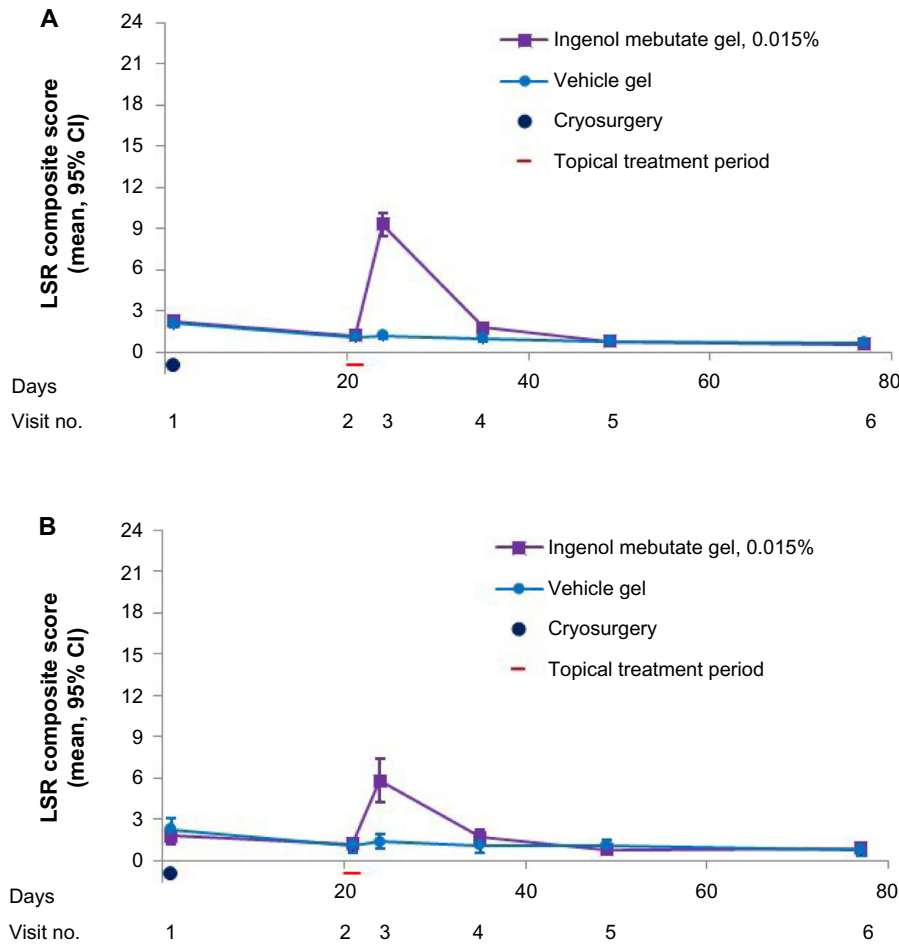 A
24
21
18
15
12
9
6
3
0
LSR composite score
(mean, 95% CI)
Ingenol mebutate gel, 0.015%
Vehicle gel
Cryosurgery
Topical treatment period
Days 20 40 60 80
Visit no. 1 2 3 4 5 6
B
24
21
18
15
12
9
6
3
0
LSR composite score
(mean, 95% CI)
Ingenol mebutate gel, 0.015%
Vehicle gel
Cryosurgery
Topical treatment period
Days 20 40 60 80
Visit no. 1 2 3 4 5 6